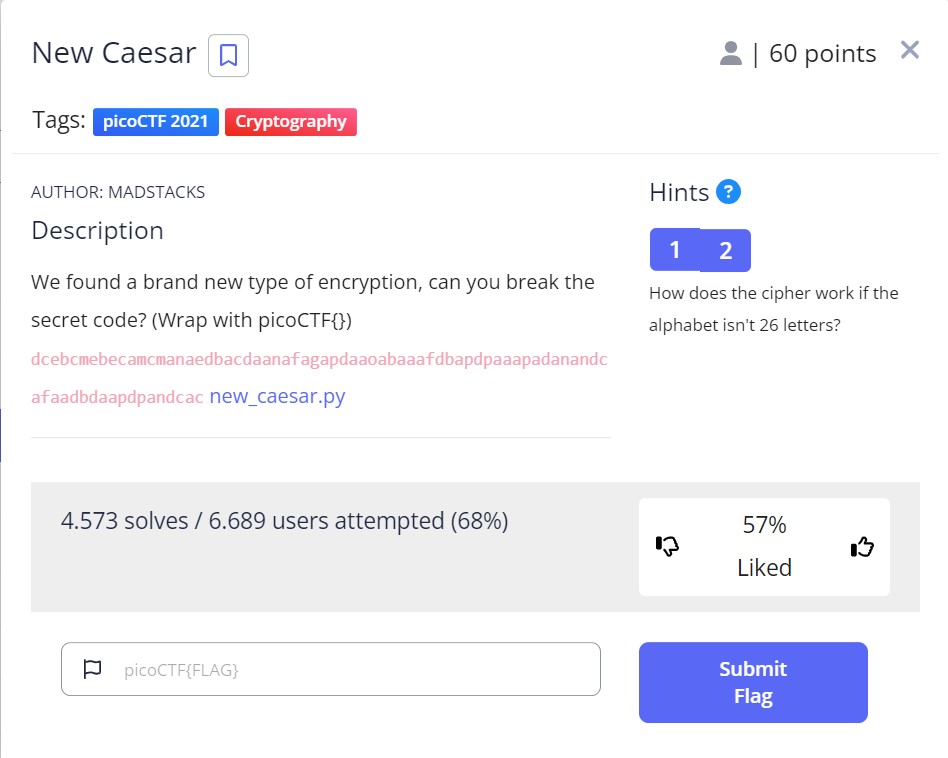 New Caesar
| 60 points
Tags: picoCTF 2021 Cryptography
AUTHOR: MADSTACKS
Description
We found a brand new type of encryption, can you break the
secret code? (Wrap with picoCTF{})
dcebcmebecamcmanaedbacdaanafagapdaaoabaaafdbapdpaaapadanandc
afaadbdaapdpandcac new_caesar.py
Hints ?
1 2
How does the cipher work if the
alphabet isn't 26 letters?
4.573 solves / 6.689 users attempted (68%)
57%
Liked
picoCTF{FLAG}
Submit
Flag